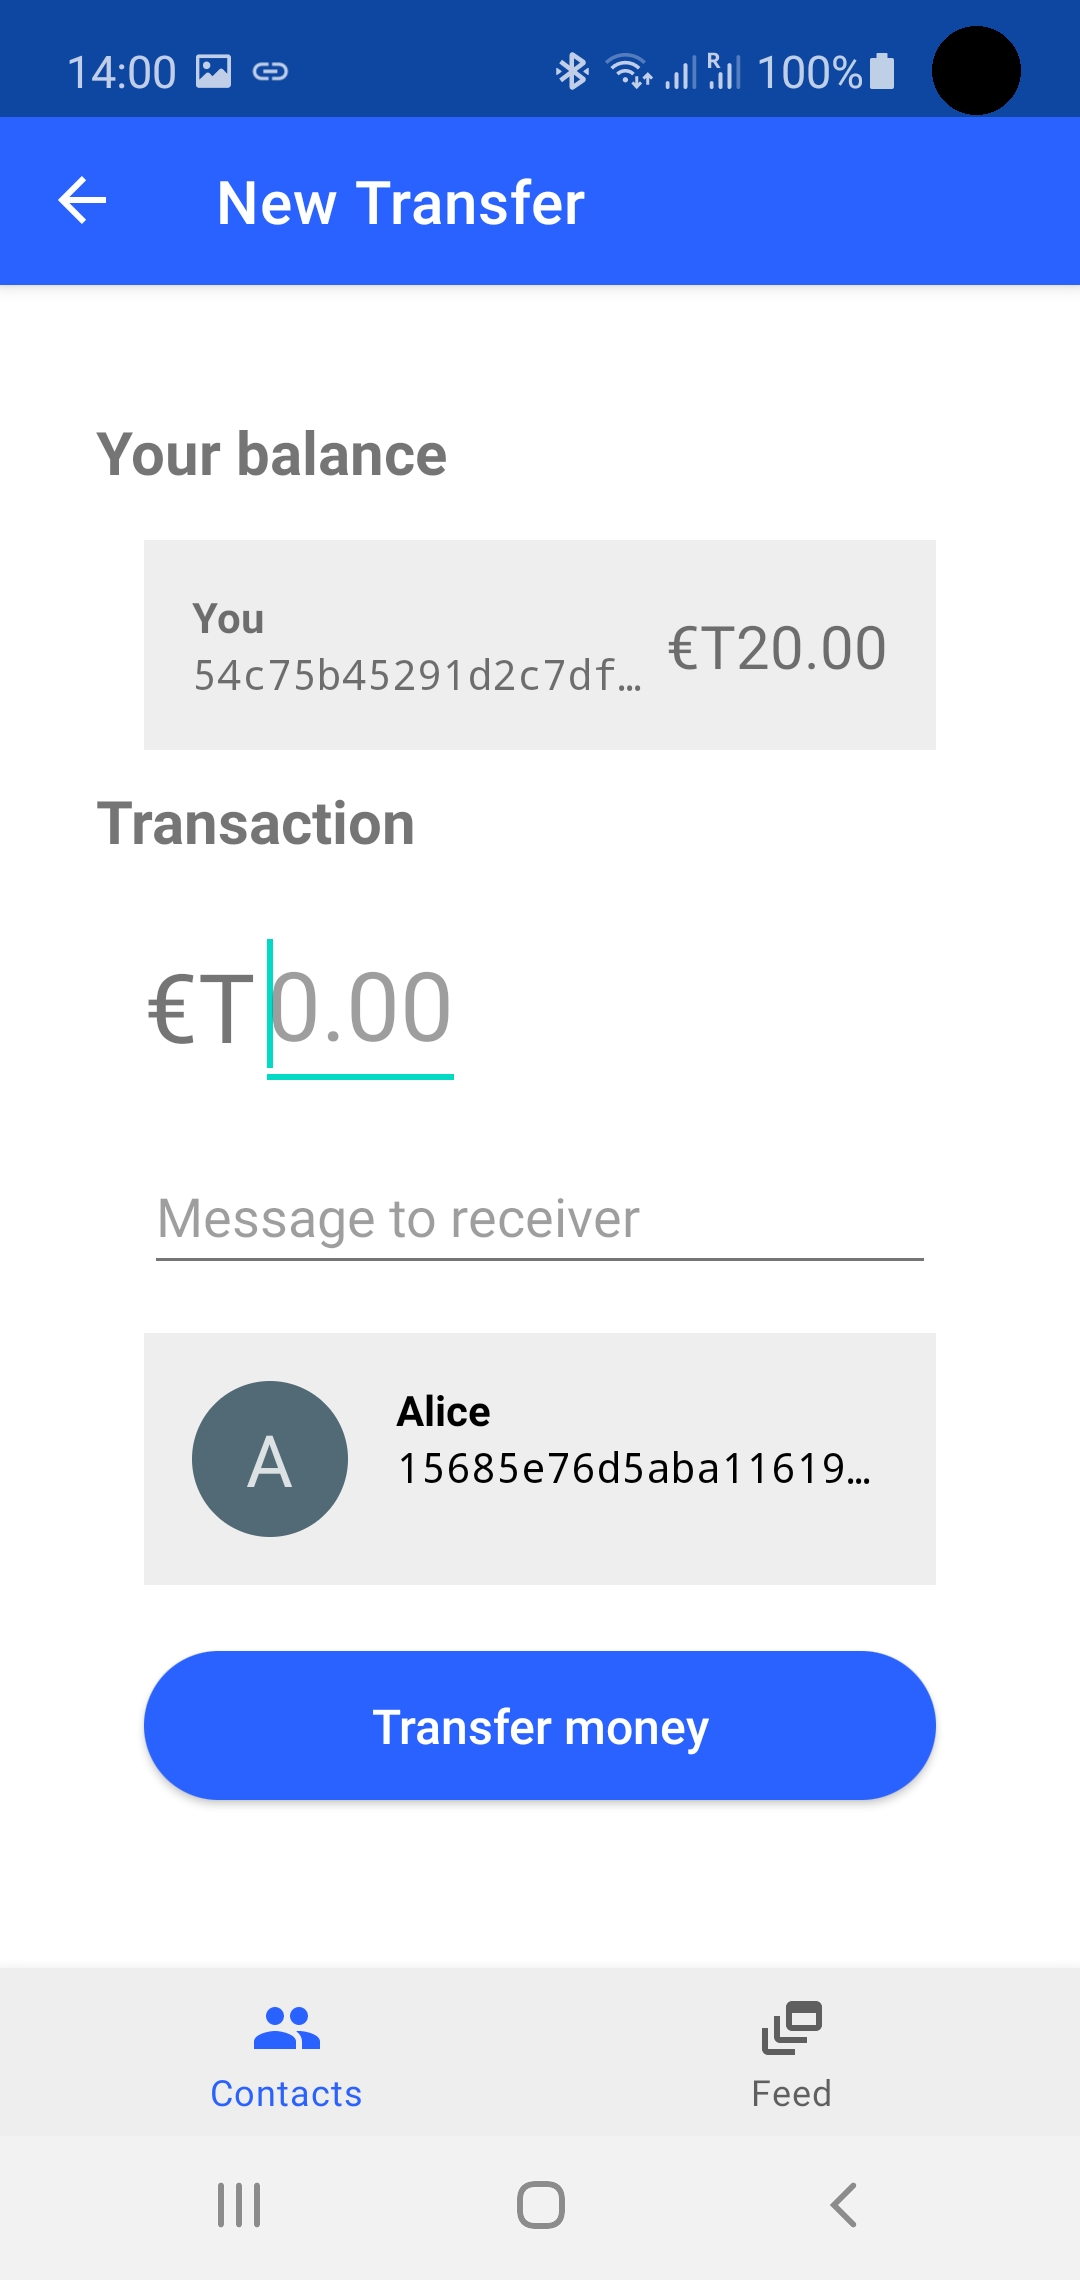 14:00 R 100%
New Transfer
Your balance
You
54c75b45291d2c7df…
€T20.00
Transaction
€T 0.00
Message to receiver
A
Alice
15685e76d5aba11619…
Transfer money
Contacts
Feed